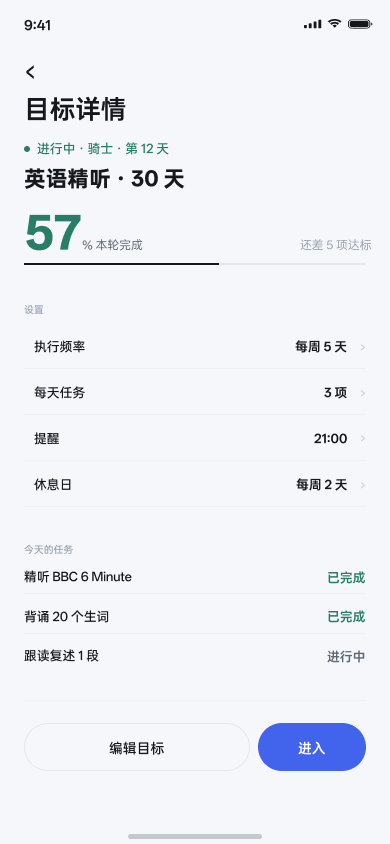 9:41
目标详情
进行中 · 骑士 · 第 12 天
英语精听 · 30 天
57 % 本轮完成 还差 5 项达标
设置
执行频率 每周 5 天
每天任务 3 项
提醒 21:00
休息日 每周 2 天
今天的任务
精听 BBC 6 Minute 已完成
背诵 20 个生词 已完成
跟读复述 1 段 进行中
编辑目标 进入